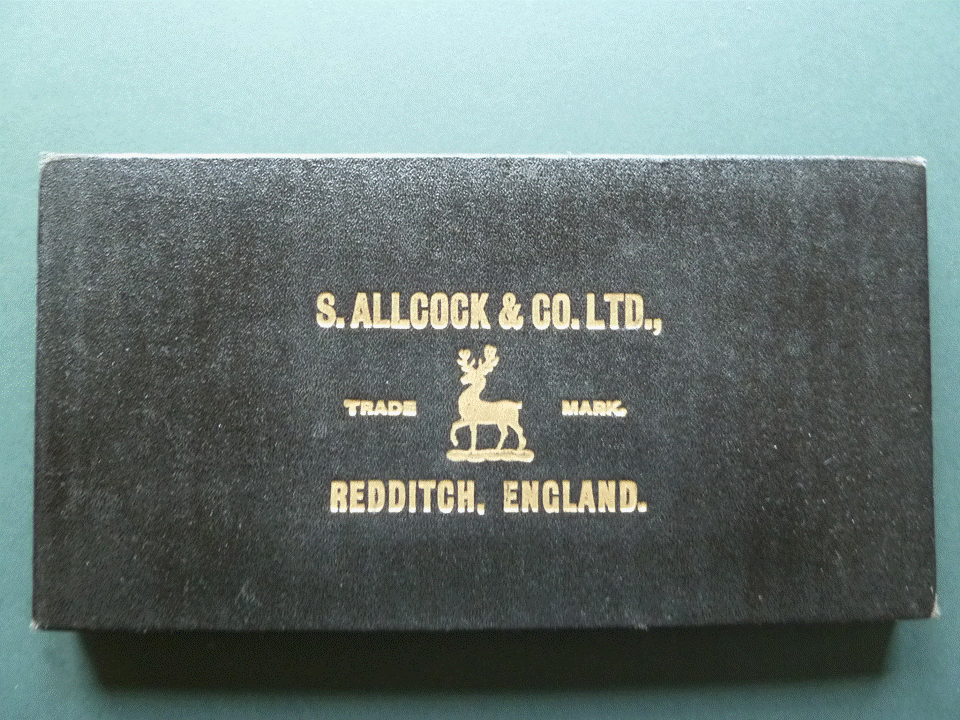 S. ALLCOCK & CO. LTD.,
TRADE MARK.
REDDITCH, ENGLAND.